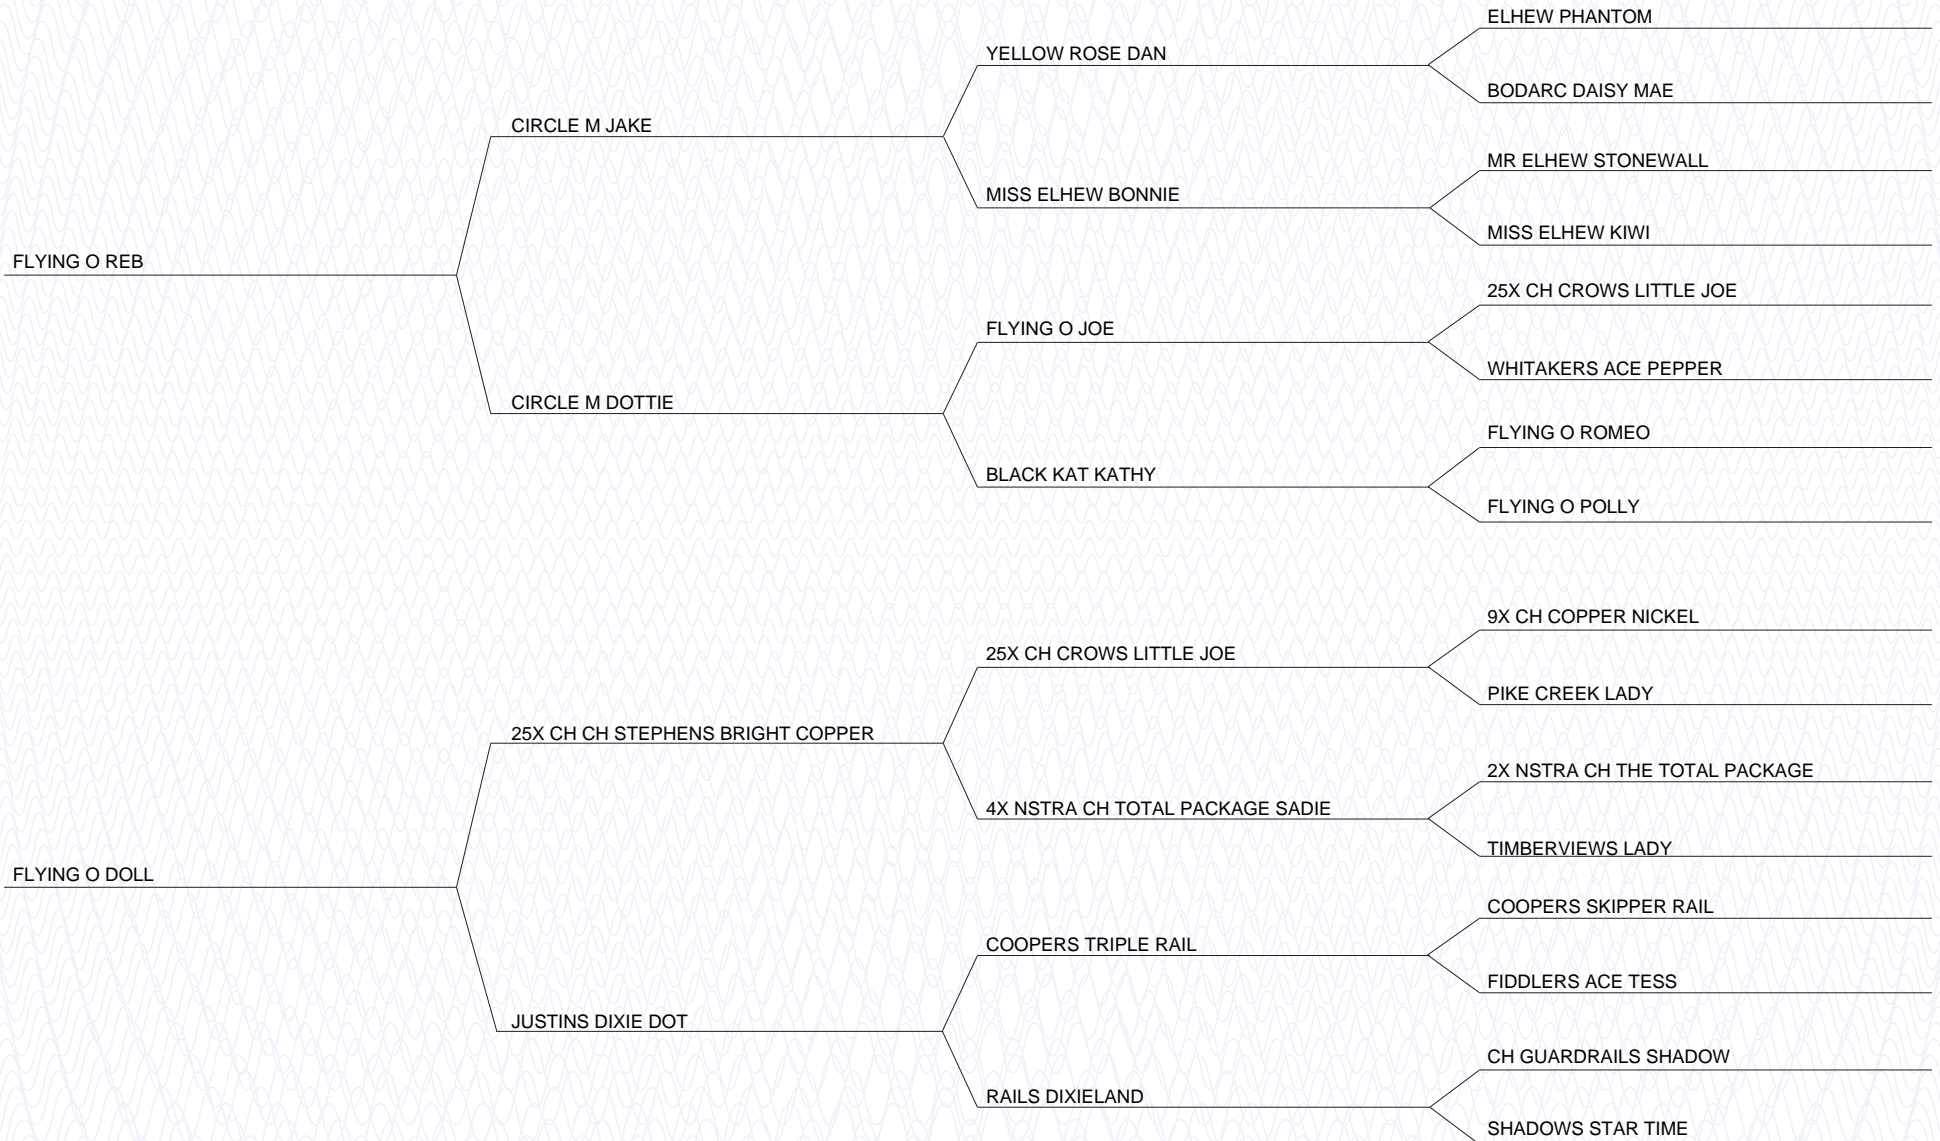 ELHEW PHANTOM
YELLOW ROSE DAN
BODARC DAISY MAE
CIRCLE M JAKE
MR ELHEW STONEWALL
MISS ELHEW BONNIE
MISS ELHEW KIWI
FLYING O REB
25X CH CROWS LITTLE JOE
FLYING O JOE
WHITAKERS ACE PEPPER
CIRCLE M DOTTIE
FLYING O ROMEO
BLACK KAT KATHY
FLYING O POLLY
9X CH COPPER NICKEL
25X CH CROWS LITTLE JOE
PIKE CREEK LADY
25X CH CH STEPHENS BRIGHT COPPER
2X NSTRA CH THE TOTAL PACKAGE
4X NSTRA CH TOTAL PACKAGE SADIE
TIMBERVIEWS LADY
FLYING O DOLL
COOPERS SKIPPER RAIL
COOPERS TRIPLE RAIL
FIDDLERS ACE TESS
JUSTINS DIXIE DOT
CH GUARDRAILS SHADOW
RAILS DIXIELAND
SHADOWS STAR TIME